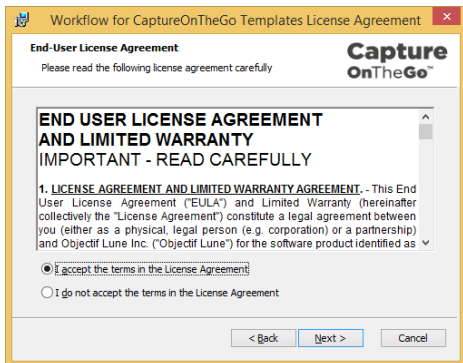 Workflow for CaptureOnTheGo Templates License Agreement
End-User License Agreement
Please read the following license agreement carefully
Capture
OnTheGo™
END USER LICENSE AGREEMENT
AND LIMITED WARRANTY
IMPORTANT - READ CAREFULLY
1. LICENSE AGREEMENT AND LIMITED WARRANTY AGREEMENT. - This End
User License Agreement ("EULA") and Limited Warranty (hereinafter
collectively the "License Agreement") constitute a legal agreement between
you (either as a physical, legal person (e.g. corporation) or a partnership)
and Objectif Lune Inc. ("Objectif Lune") for the software product identified as
I accept the terms in the License Agreement
I do not accept the terms in the License Agreement
< Back Next > Cancel